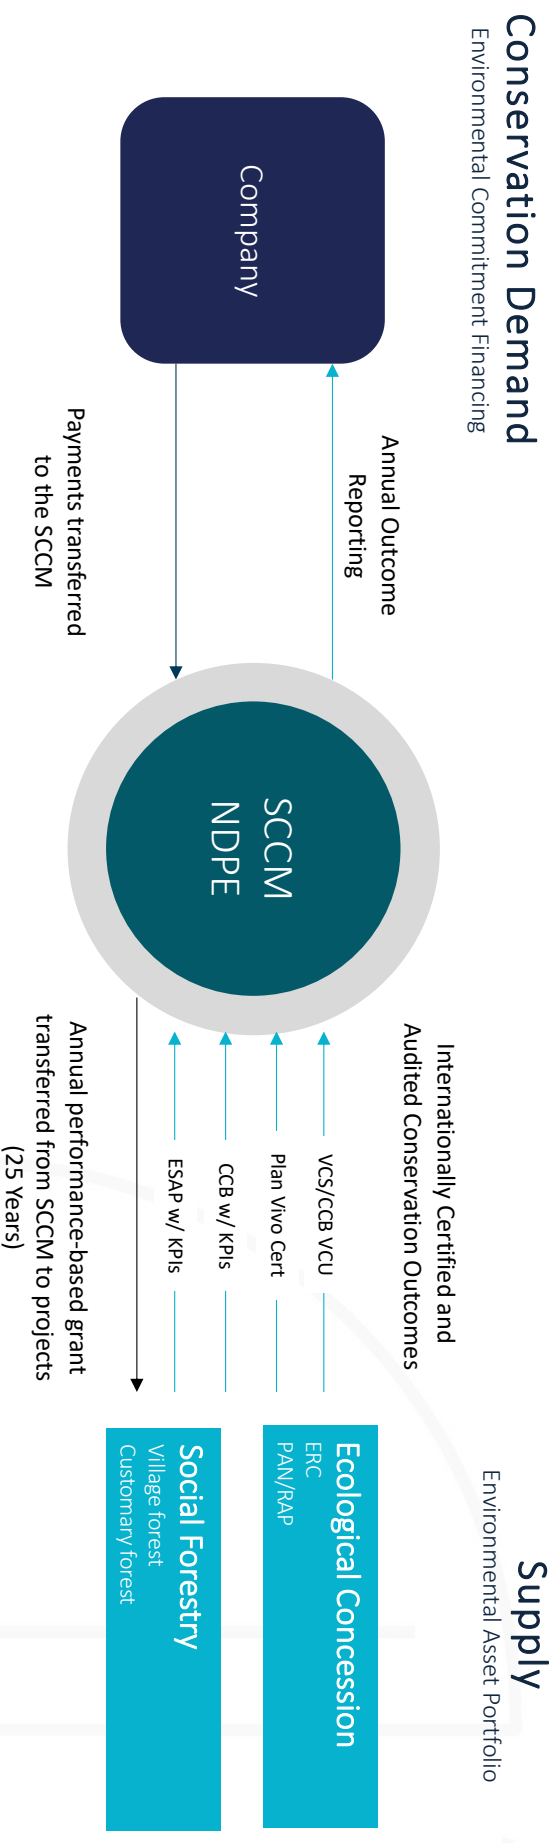 Conservation Demand
Environmental Commitment Financing
Supply
Environmental Asset Portfolio
Company
Annual Outcome
Reporting
Payments transferred
to the SCCM
SCCM
NDPE
Internationally Certified and
Audited Conservation Outcomes
VCS/CCB VCU
Plan Vivo Cert
CCB w/ KPIs
ESAP w/ KPIs
Annual performance-based grant
transferred from SCCM to projects
(25 Years)
Ecological Concession
ERC
PAN/RAP
Social Forestry
Village forest
Customary forest